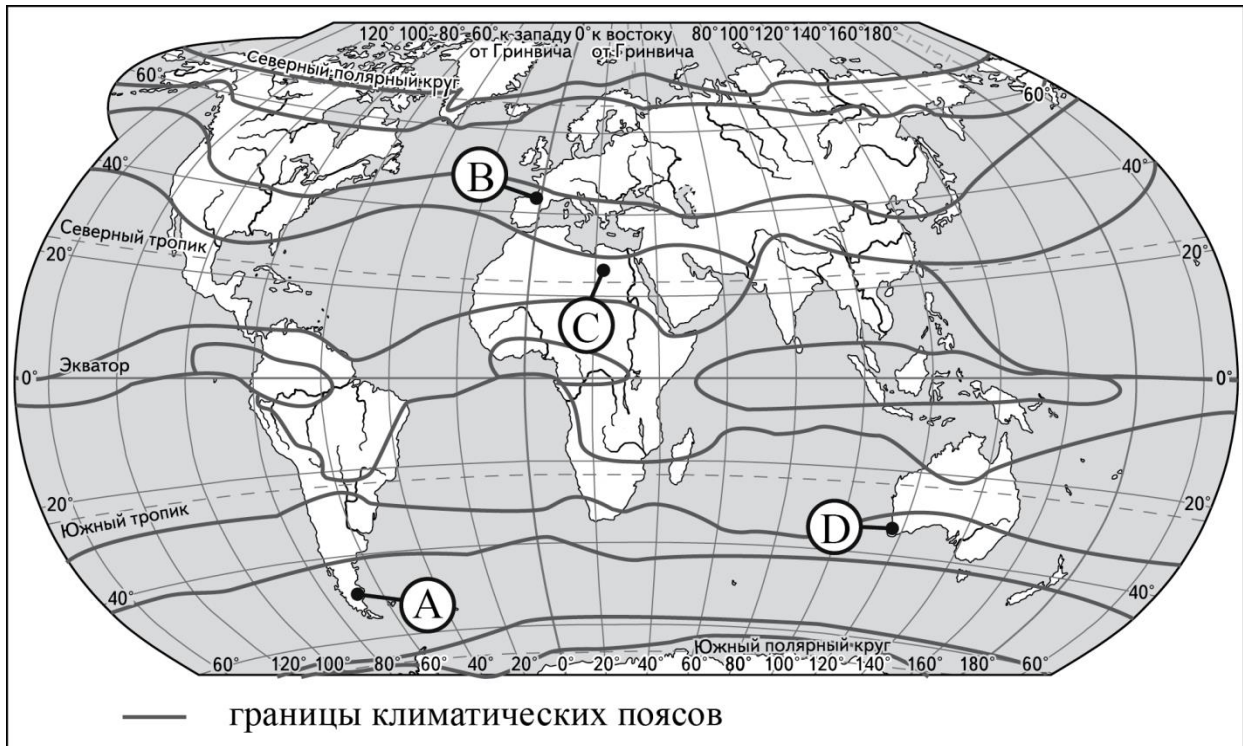 120° 100° 80° 60° к западу 0° к востоку 80° 100° 120° 140° 160° 180°
от Гринвича от Гринвича
Северный полярный круг
60° 60°
40° 40°
B
Северный тропик
20° 20°
C
Экватор
0° 0°
20° 20°
Южный тропик
D
40° 40°
A
Южный полярный круг
60° 120° 100° 80° 60° 40° 20° 0° 20° 40° 60° 80° 100° 120° 140° 160° 180° 60°
границы климатических поясов